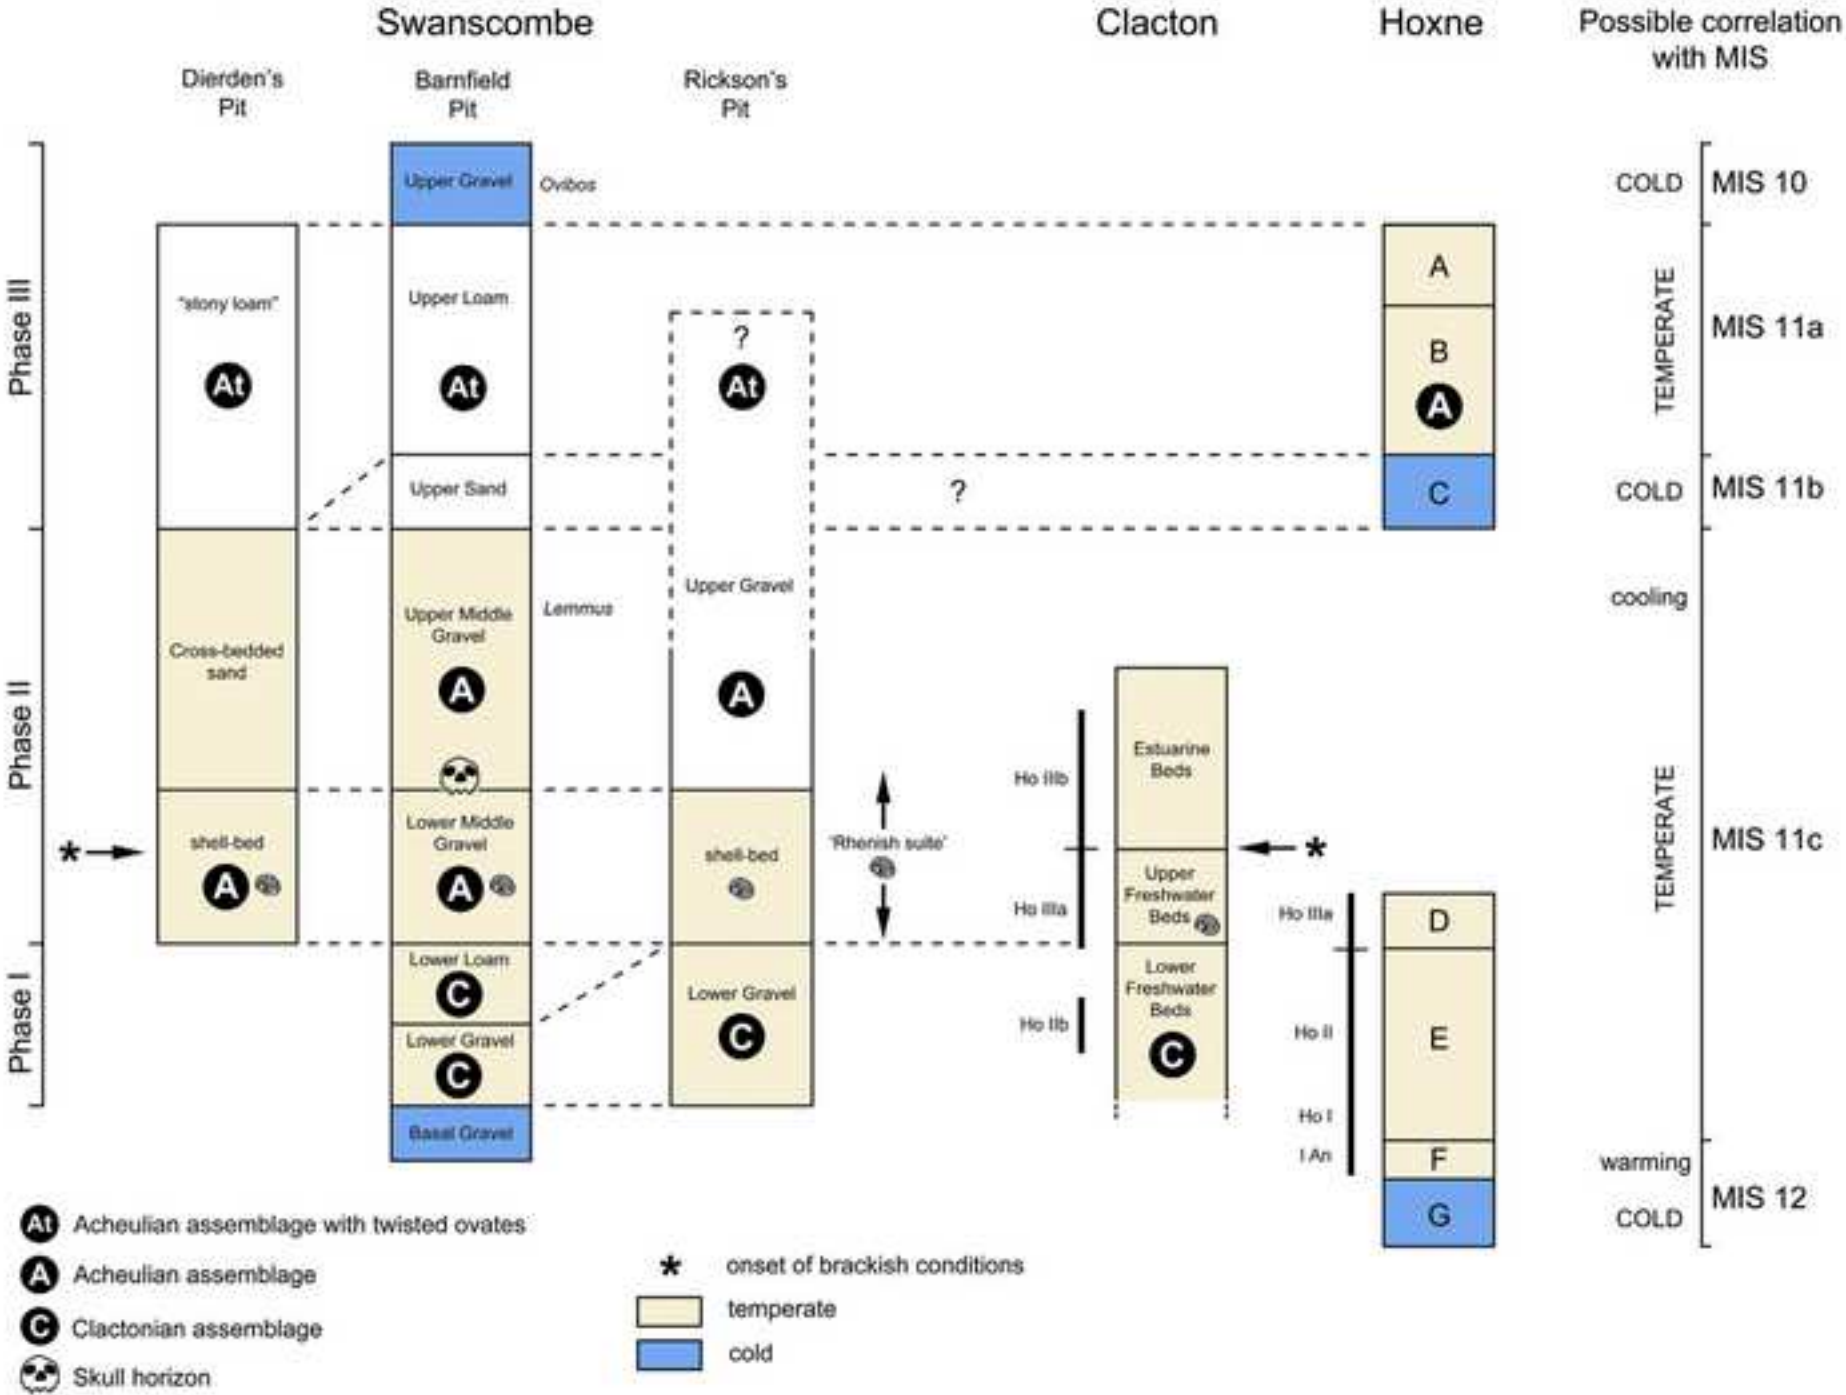 Swanscombe
Clacton
Hoxne
Possible correlation
with MIS
Dierden's
Pit
Barnfield
Pit
Rickson's
Pit
Phase III
Phase II
Phase I
"stony loam"
At
Cross-bedded
sand
*
shell-bed
A
Upper Gravel
Ovibos
Upper Loam
At
Upper Sand
Upper Middle
Gravel
Lemmus
A
Lower Middle
Gravel
A
Lower Loam
C
Lower Gravel
C
Basal Gravel
?
At
Upper Gravel
A
shell-bed
Lower Gravel
C
'Rhenish suite'
?
Ho IIIb
Ho IIIa
Ho IIb
Estuarine
Beds
*
Upper
Freshwater
Beds
Lower
Freshwater
Beds
C
Ho IIIa
Ho II
Ho I
I An
A
B
A
C
D
E
F
G
COLD
TEMPERATE
COLD
cooling
TEMPERATE
warming
COLD
MIS 10
MIS 11a
MIS 11b
MIS 11c
MIS 12
At Acheulian assemblage with twisted ovates
A Acheulian assemblage
C Clactonian assemblage
Skull horizon
* onset of brackish conditions
temperate
cold